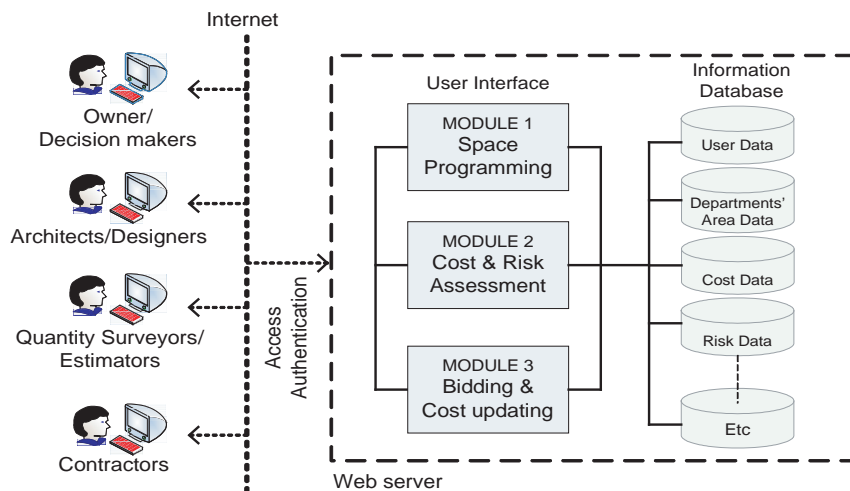 Internet
Owner/
Decision makers
Architects/Designers
Quantity Surveyors/
Estimators
Contractors
Access
Authentication
User Interface
MODULE 1
Space
Programming
MODULE 2
Cost & Risk
Assessment
MODULE 3
Bidding &
Cost updating
Information
Database
User Data
Departments'
Area Data
Cost Data
Risk Data
Etc
Web server